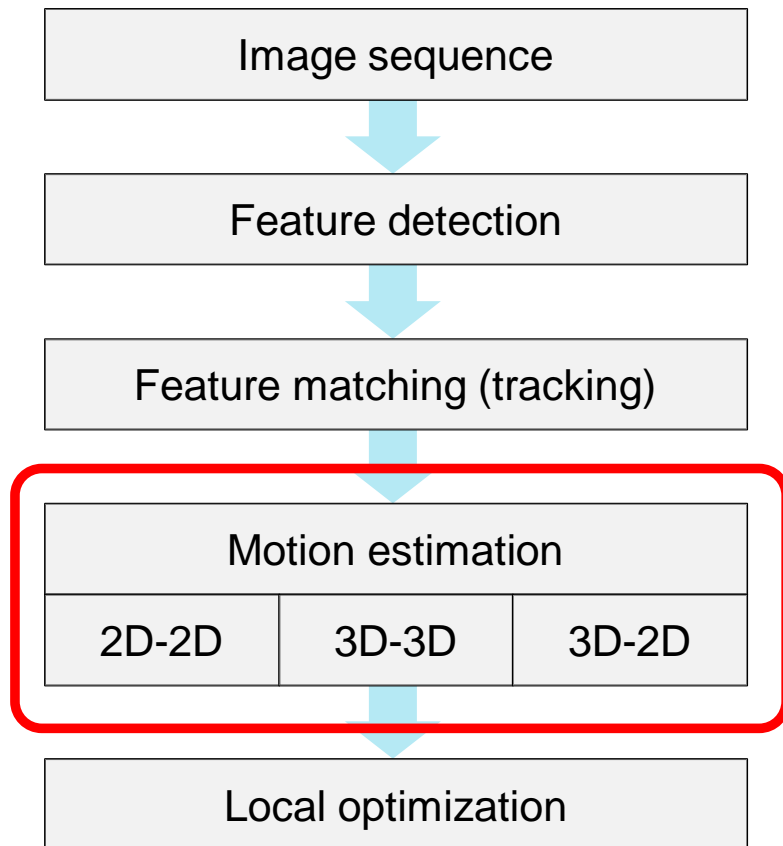 Image sequence
Feature detection
Feature matching (tracking)
Motion estimation
2D-2D 3D-3D 3D-2D
Local optimization